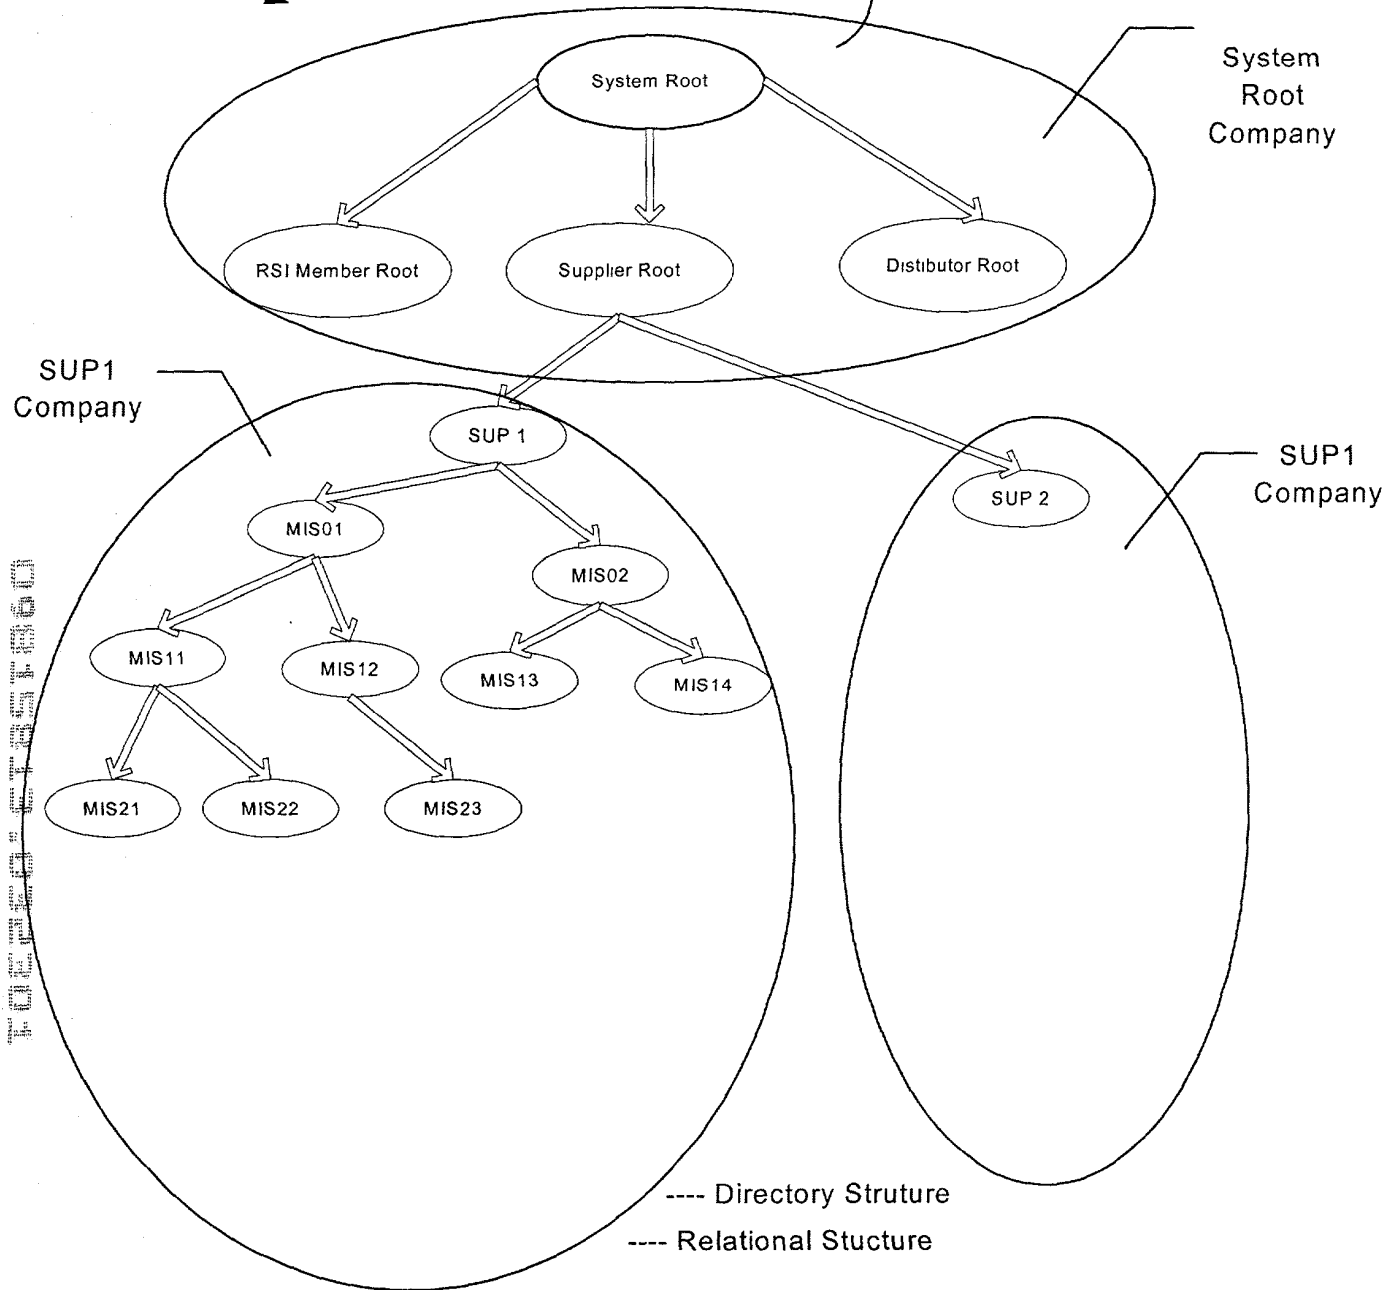 System Root
System
Root
Company
RSI Member Root
Supplier Root
Distibutor Root
SUP1
Company
SUP 1
SUP1
Company
SUP 2
MIS01
MIS02
MIS11
MIS12
MIS13
MIS14
MIS21
MIS22
MIS23
---- Directory Struture
---- Relational Stucture